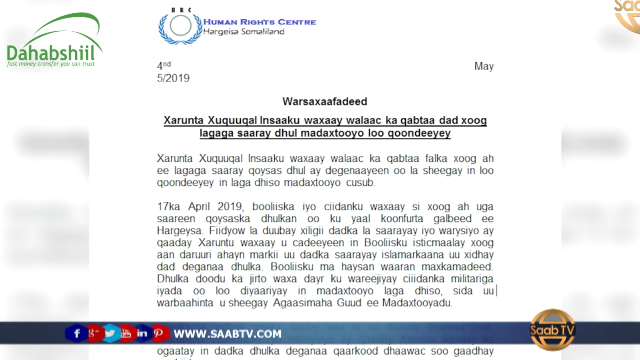 Saab
Dahabshiil
fast money transfer you can trust
HRC
HUMAN RIGHTS CENTRE
Hargeisa Somaliland
4nd May
5/2019
Warsaxaafadeed
Xarunta Xuquuqal Insaaku waxaay walaac ka qabtaa dad xoog
lagaga saaray dhul madaxtooyo loo qoondeeyey
Xarunta Xuquuqal Insaaku waxaay walaac ka qabtaa falka xoog ah
ee lagaga saaray qoysas dhul ay degenaayeen oo la sheegay in loo
qoondeeyey in laga dhiso madaxtooyo cusub.
17ka April 2019, booliiska iyo ciidanku waxaay si xoog ah uga
saareen qoysaska dhulkan oo ku yaal koonfurta galbeed ee
Hargeysa. Fiidyow la duubay xiligii dadka la saarayay iyo warysiyo ay
qaaday Xaruntu waxaay u cadeeyeen in Booliisku isticmaalay xoog
aan daruuri ahayn markii uu dadka saarayay islamarkaana uu xidhay
dad deganaa dhulka. Booliisku ma haysan waaran maxkamadeed.
Dhulka doodu ka jirto waxa dayr ku wareejiyay ciiidanka militariga
iyada oo loo diyaariyay in madaxtooyo laga dhiso, sida uu
warbaahinta u sheegay Agaasimaha Guud ee Madaxtooyadu.
WWW.SAABTV.COM
Saab TV
ogaatay in dadka dhulka deganaa qaarkood dhaawac soo gaadhay